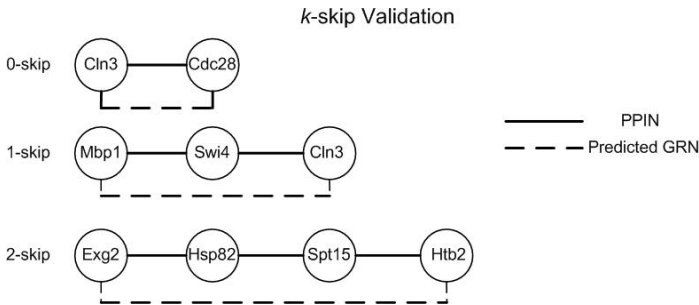 k-skip Validation
0-skip Cln3 Cdc28
1-skip Mbp1 Swi4 Cln3
2-skip Exg2 Hsp82 Spt15 Htb2
PPIN
Predicted GRN